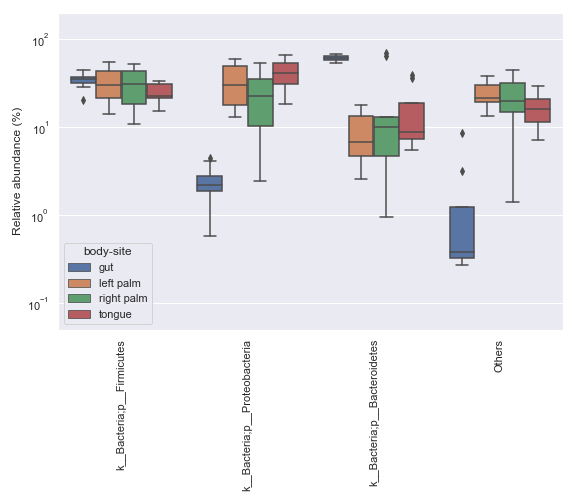 Relative abundance (%)
10²
10¹
10⁰
10⁻¹
body-site
gut
left palm
right palm
tongue
k__Bacteria;p__Firmicutes
k__Bacteria;p__Proteobacteria
k__Bacteria;p__Bacteroidetes
Others